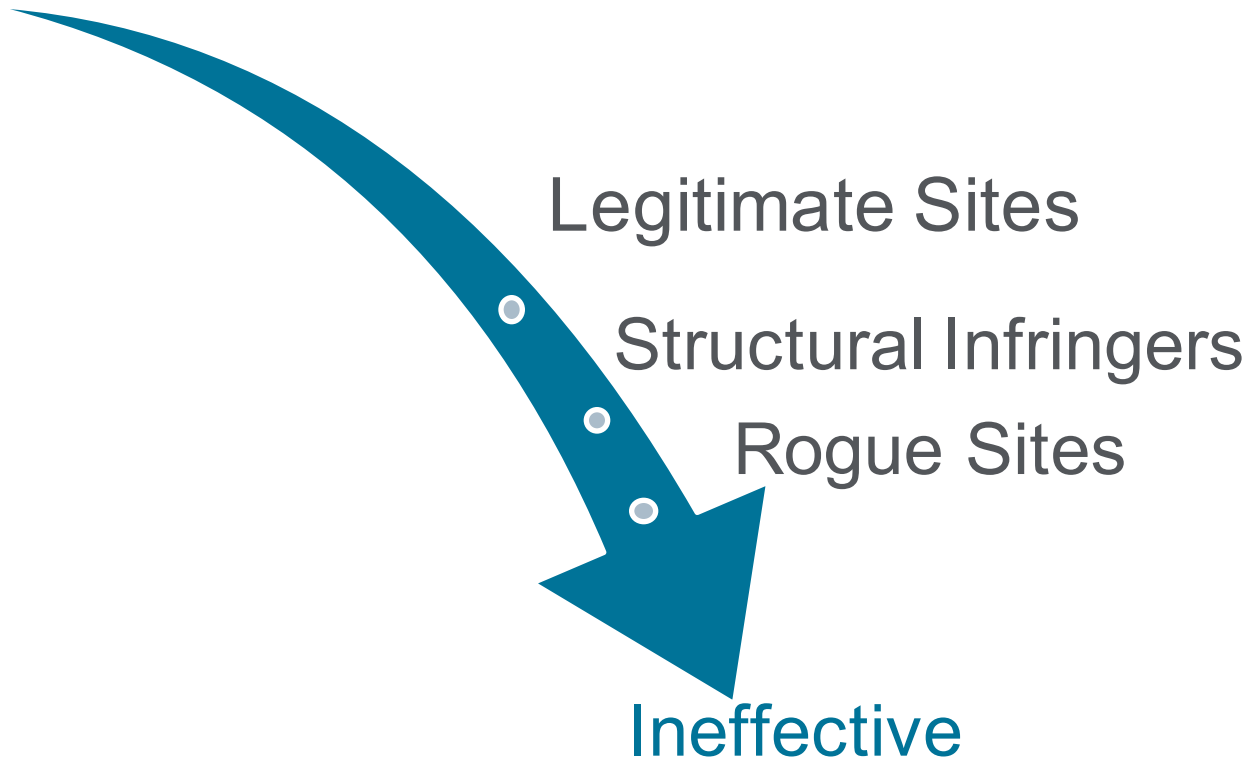 Legitimate Sites
Structural Infringers
Rogue Sites
Ineffective